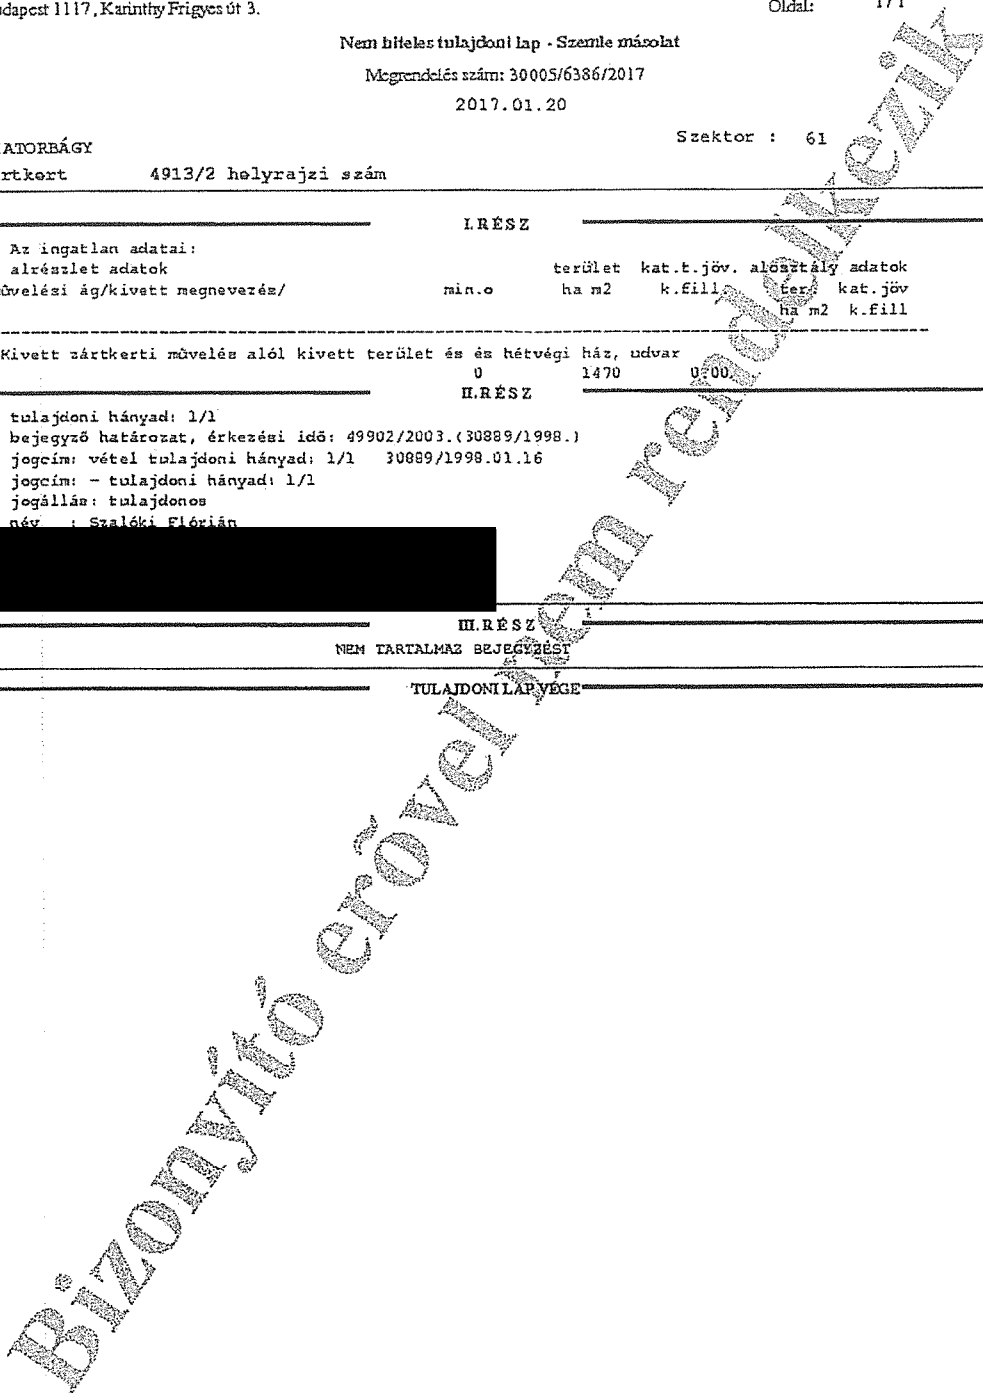 udapest 1117, Karinthy Frigyes út 3.
Oldal: 1/1
Nem hiteles tulajdoni lap - Szemle másolat
Megrendelés szám: 30005/6386/2017
2017.01.20
Szektor : 61
ATORBÁGY
rtkert 4913/2 helyrajzi szám
I.RÉSZ
Az ingatlan adatai:
alrészlet adatok terület kat.t.jöv. alosztály adatok
űvelési ág/kivett megnevezés/ min.o ha m2 k.fill. ter. kat.jöv
ha m2 k.fill
Kivett zártkerti művelés alól kivett terület és és hétvégi ház, udvar
0 1470 0.00
II.RÉSZ
tulajdoni hányad: 1/1
bejegyző határozat, érkezési idő: 49902/2003.(30889/1998.)
jogcím: vétel tulajdoni hányad: 1/1 30889/1998.01.16
jogcím: - tulajdoni hányad: 1/1
jogállás: tulajdonos
név : Szalóki Flórián
III.RÉSZ
NEM TARTALMAZ BEJEGYZÉST
TULAJDONI LAP VÉGE
Bizonyító erővel nem rendelkezik